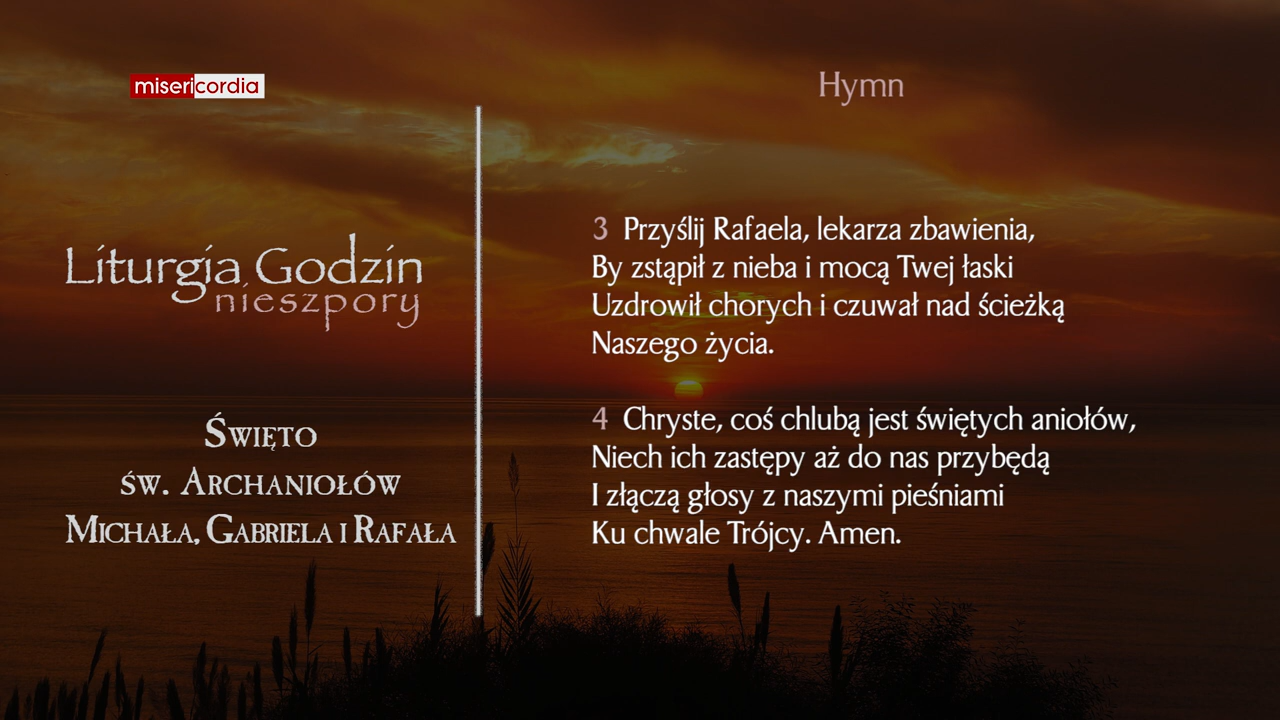 misericordia
Liturgia Godzin
nieszpory
Święto
św. Archaniołów
Michała, Gabriela i Rafała
Hymn
3 Przyślij Rafaela, lekarza zbawienia,
By zstąpił z nieba i mocą Twej łaski
Uzdrowił chorych i czuwał nad ścieżką
Naszego życia.
4 Chryste, coś chlubą jest świętych aniołów,
Niech ich zastępy aż do nas przybędą
I złączą głosy z naszymi pieśniami
Ku chwale Trójcy. Amen.